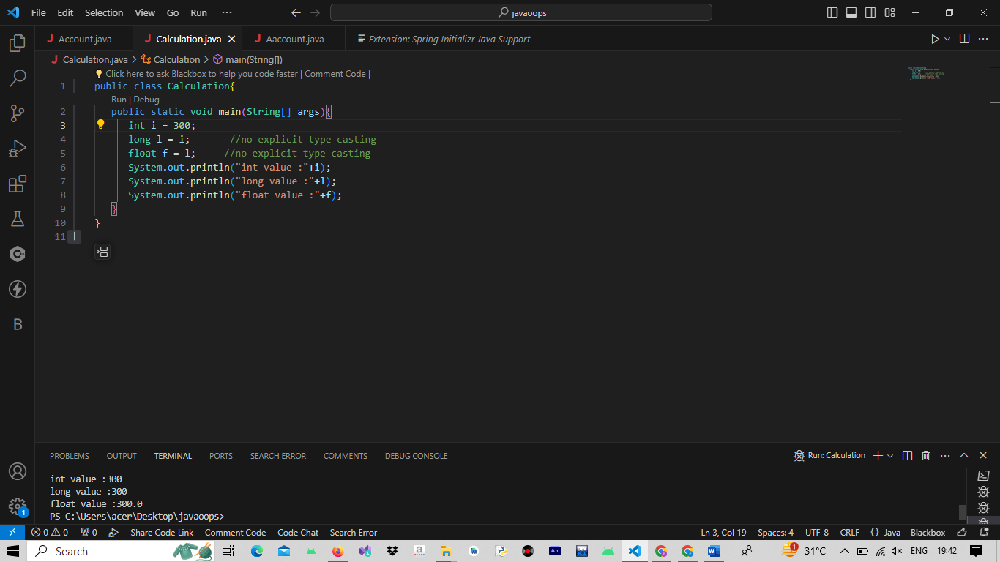 File Edit Selection View Go Run ··· javaoops
Account.java Calculation.java Aaccount.java Extension: Spring Initializr Java Support
Calculation.java > Calculation > main(String[])
Click here to ask Blackbox to help you code faster | Comment Code |
1 public class Calculation{
Run | Debug
2 public static void main(String[] args){
3 int i = 300;
4 long l = i; //no explicit type casting
5 float f = l; //no explicit type casting
6 System.out.println("int value :"+i);
7 System.out.println("long value :"+l);
8 System.out.println("float value :"+f);
9 }
10 }
11
PROBLEMS OUTPUT TERMINAL PORTS SEARCH ERROR COMMENTS DEBUG CONSOLE Run: Calculation
int value :300
long value :300
float value :300.0
PS C:\Users\acer\Desktop\javaoops>
1
0 0 0 Share Code Link Comment Code Code Chat Search Error Ln 3, Col 19 Spaces: 4 UTF-8 CRLF {} Java Blackbox
Search 1 31°C ENG 19:42